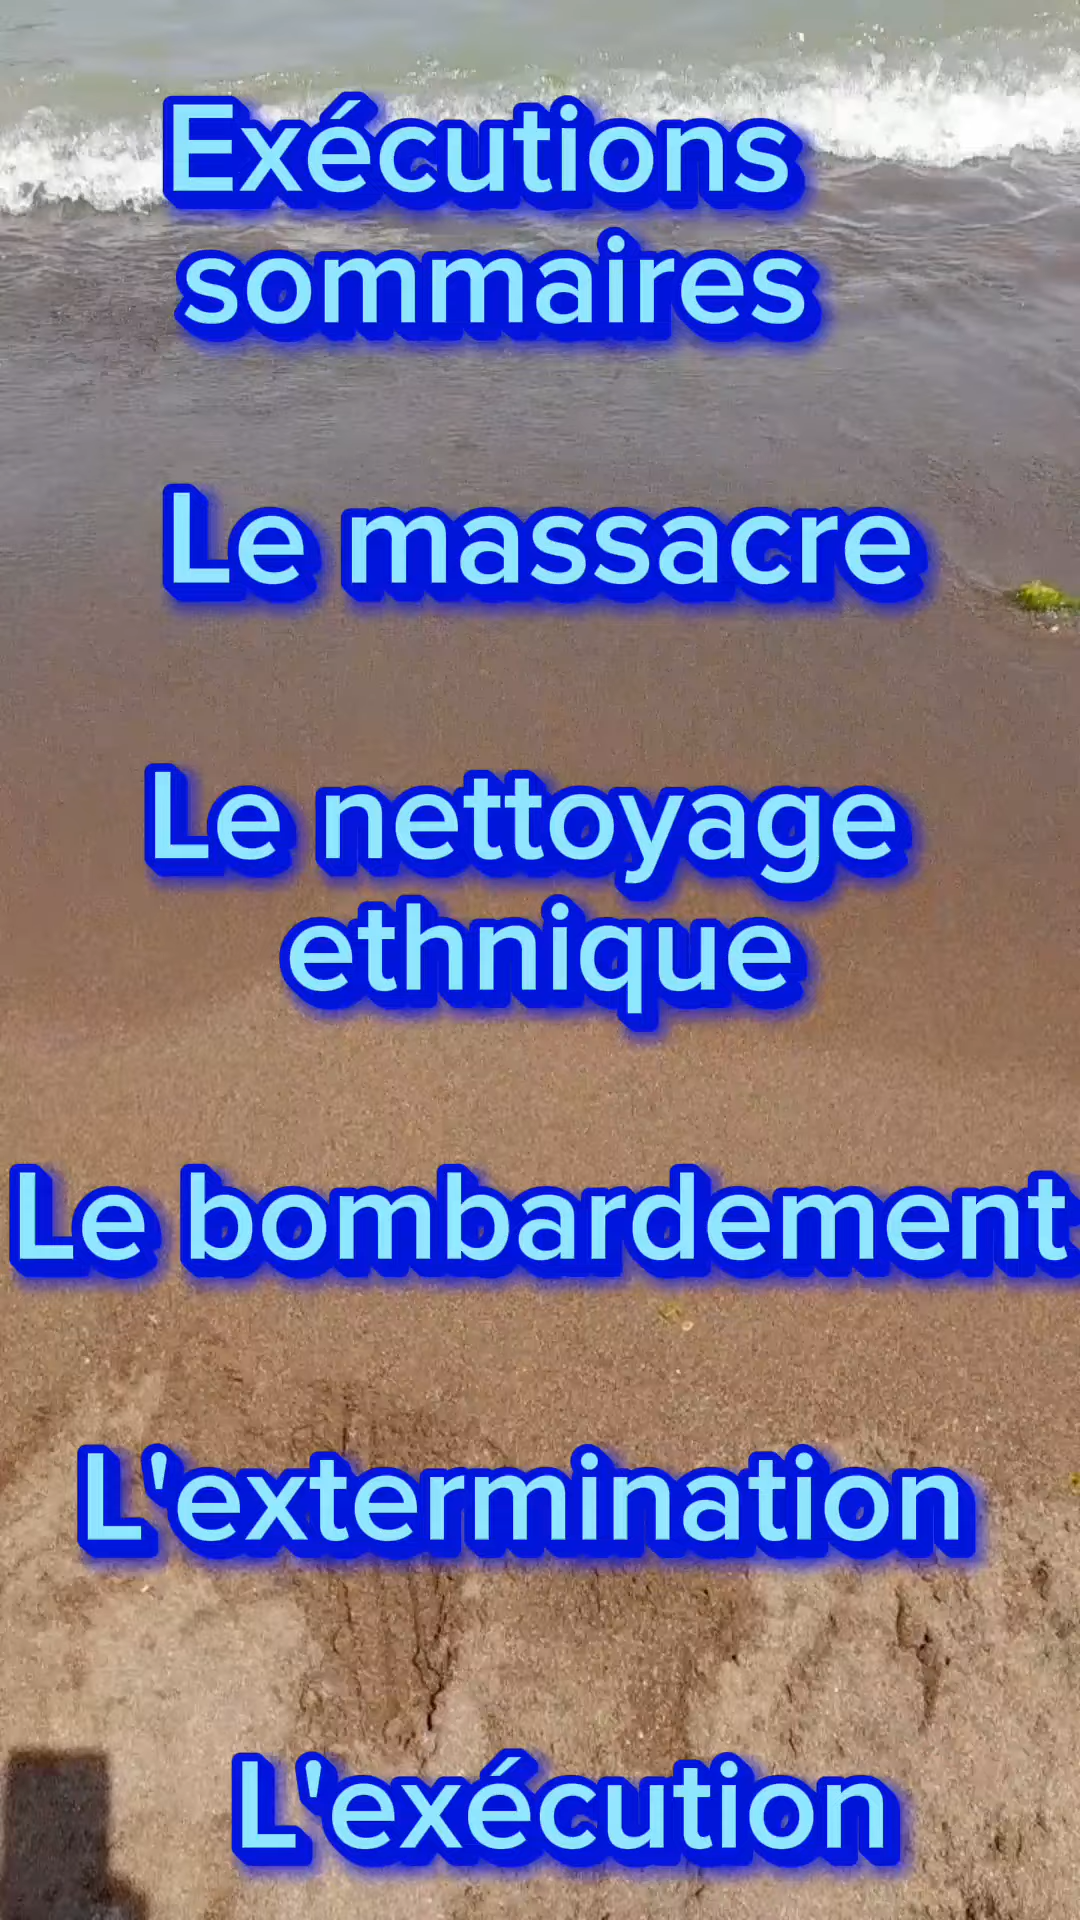 Exécutions
sommaires
Le massacre
Le nettoyage
ethnique
Le bombardement
L'extermination
L'exécution